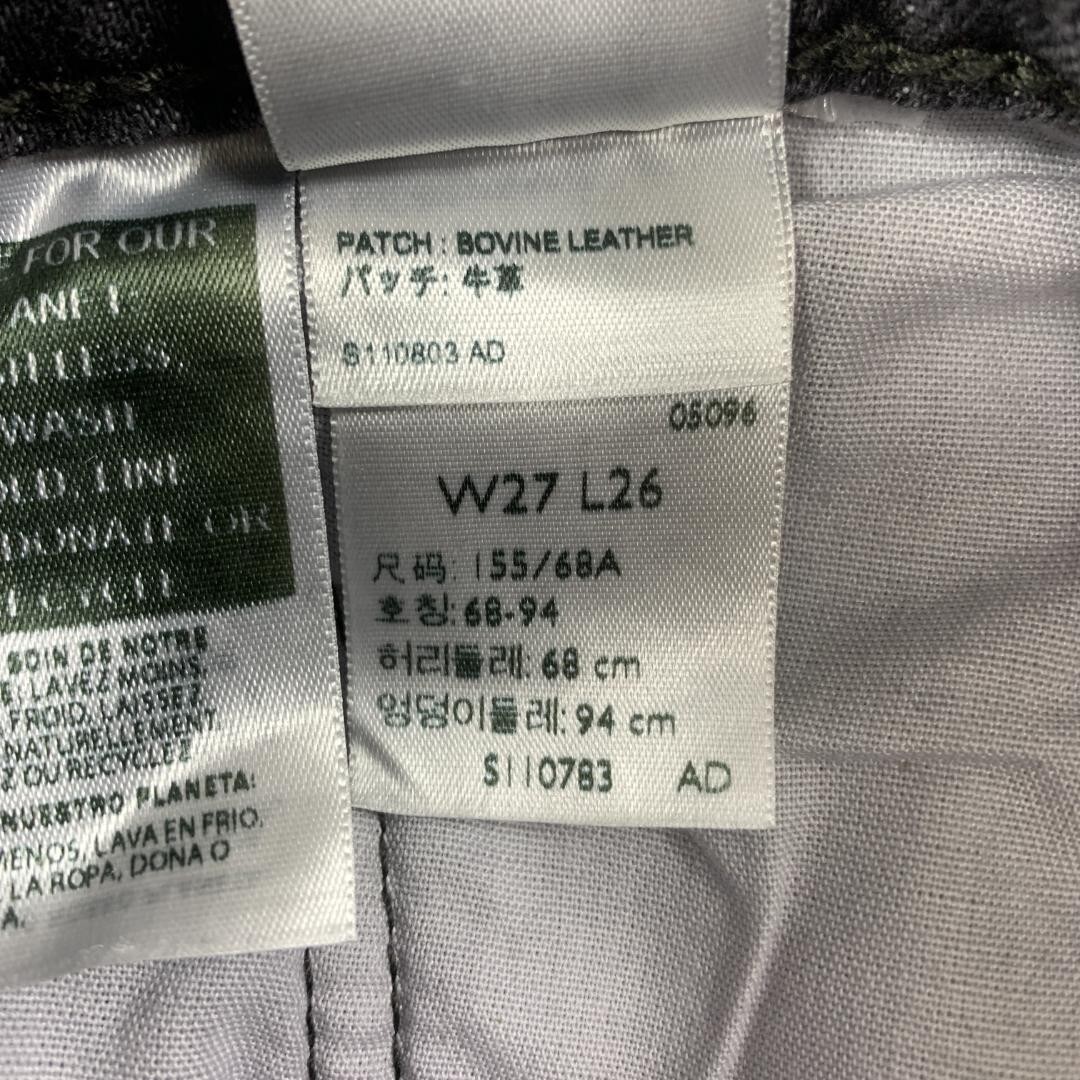 FOR OUR
WASH
LINE
DONATE OR
SOIN DE NOTRE
LAVEZ MOINS,
FROID, LAISSEZ
NATURELLEMENT
Z OU RECYCLEZ
NUESTRO PLANETA:
LAVA EN FRIO,
LA ROPA, DONA O
A.
PATCH : BOVINE LEATHER
パッチ: 牛革
S110803 AD
05096
W27 L26
尺码: 155/68A
호칭: 68-94
허리둘레: 68 cm
엉덩이둘레: 94 cm
S110783 AD